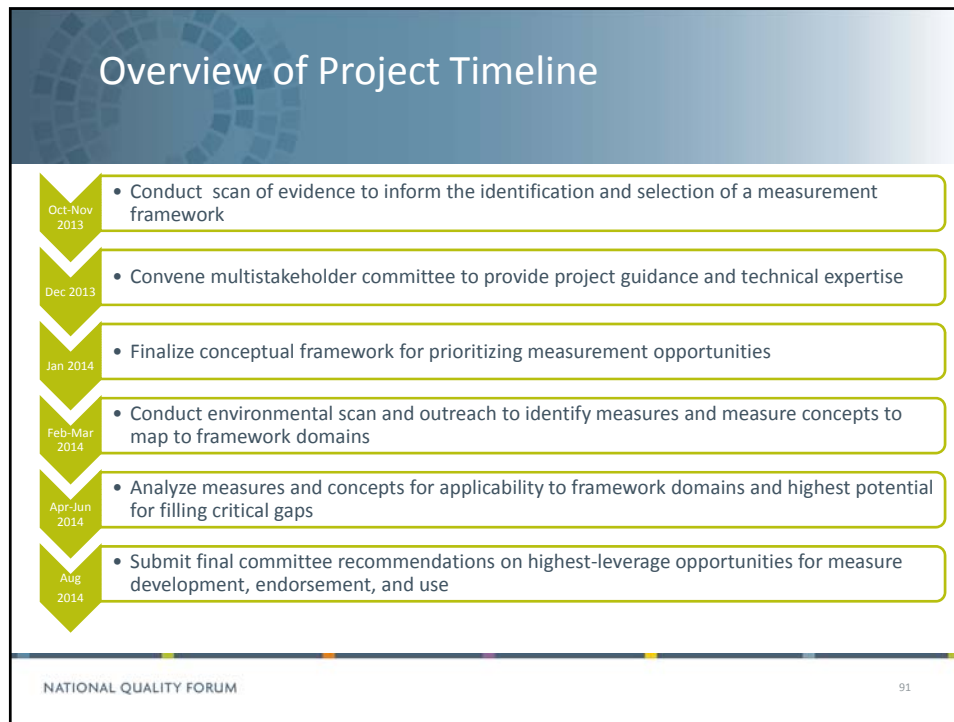 Overview of Project Timeline
Oct-Nov
2013
• Conduct scan of evidence to inform the identification and selection of a measurement
framework
Dec 2013
• Convene multistakeholder committee to provide project guidance and technical expertise
Jan 2014
• Finalize conceptual framework for prioritizing measurement opportunities
Feb-Mar
2014
• Conduct environmental scan and outreach to identify measures and measure concepts to
map to framework domains
Apr-Jun
2014
• Analyze measures and concepts for applicability to framework domains and highest potential
for filling critical gaps
Aug
2014
• Submit final committee recommendations on highest-leverage opportunities for measure
development, endorsement, and use
NATIONAL QUALITY FORUM
91